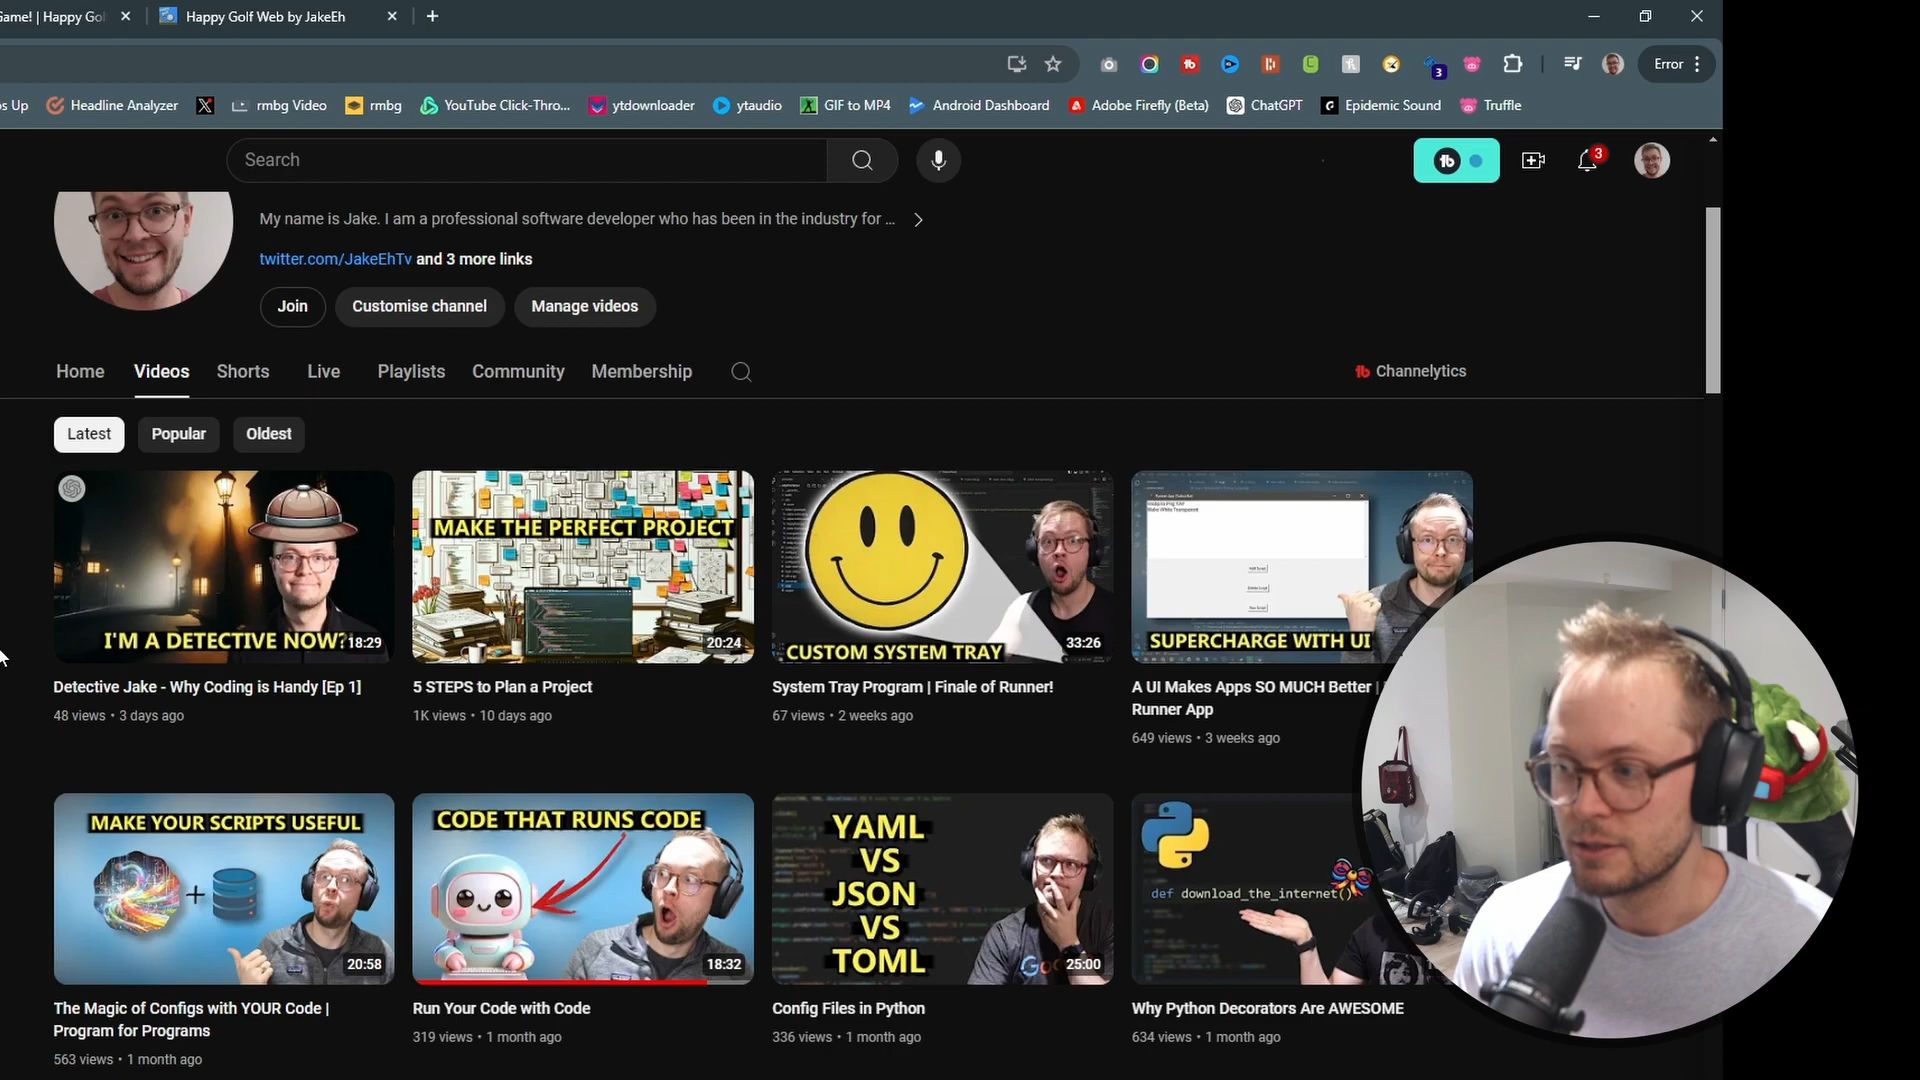 Game! | Happy Go
Happy Golf Web by JakeEh
3
Error
os Up
Headline Analyzer
rmbg Video
rmbg
YouTube Click-Thro...
ytdownloader
ytaudio
GIF to MP4
Android Dashboard
Adobe Firefly (Beta)
ChatGPT
Epidemic Sound
Truffle
Search
3
My name is Jake. I am a professional software developer who has been in the industry for ...
twitter.com/JakeEhTv and 3 more links
Join
Customise channel
Manage videos
Home
Videos
Shorts
Live
Playlists
Community
Membership
Channelytics
Latest
Popular
Oldest
I'M A DETECTIVE NOW?
18:29
MAKE THE PERFECT PROJECT
20:24
CUSTOM SYSTEM TRAY
33:26
SUPERCHARGE WITH UI
Detective Jake - Why Coding is Handy [Ep 1]
48 views • 3 days ago
5 STEPS to Plan a Project
1K views • 10 days ago
System Tray Program | Finale of Runner!
67 views • 2 weeks ago
A UI Makes Apps SO MUCH Better |
Runner App
649 views • 3 weeks ago
MAKE YOUR SCRIPTS USEFUL
+
20:58
CODE THAT RUNS CODE
18:32
YAML
VS
JSON
VS
TOML
25:00
def download_the_internet()
The Magic of Configs with YOUR Code |
Program for Programs
563 views • 1 month ago
Run Your Code with Code
319 views • 1 month ago
Config Files in Python
336 views • 1 month ago
Why Python Decorators Are AWESOME
634 views • 1 month ago